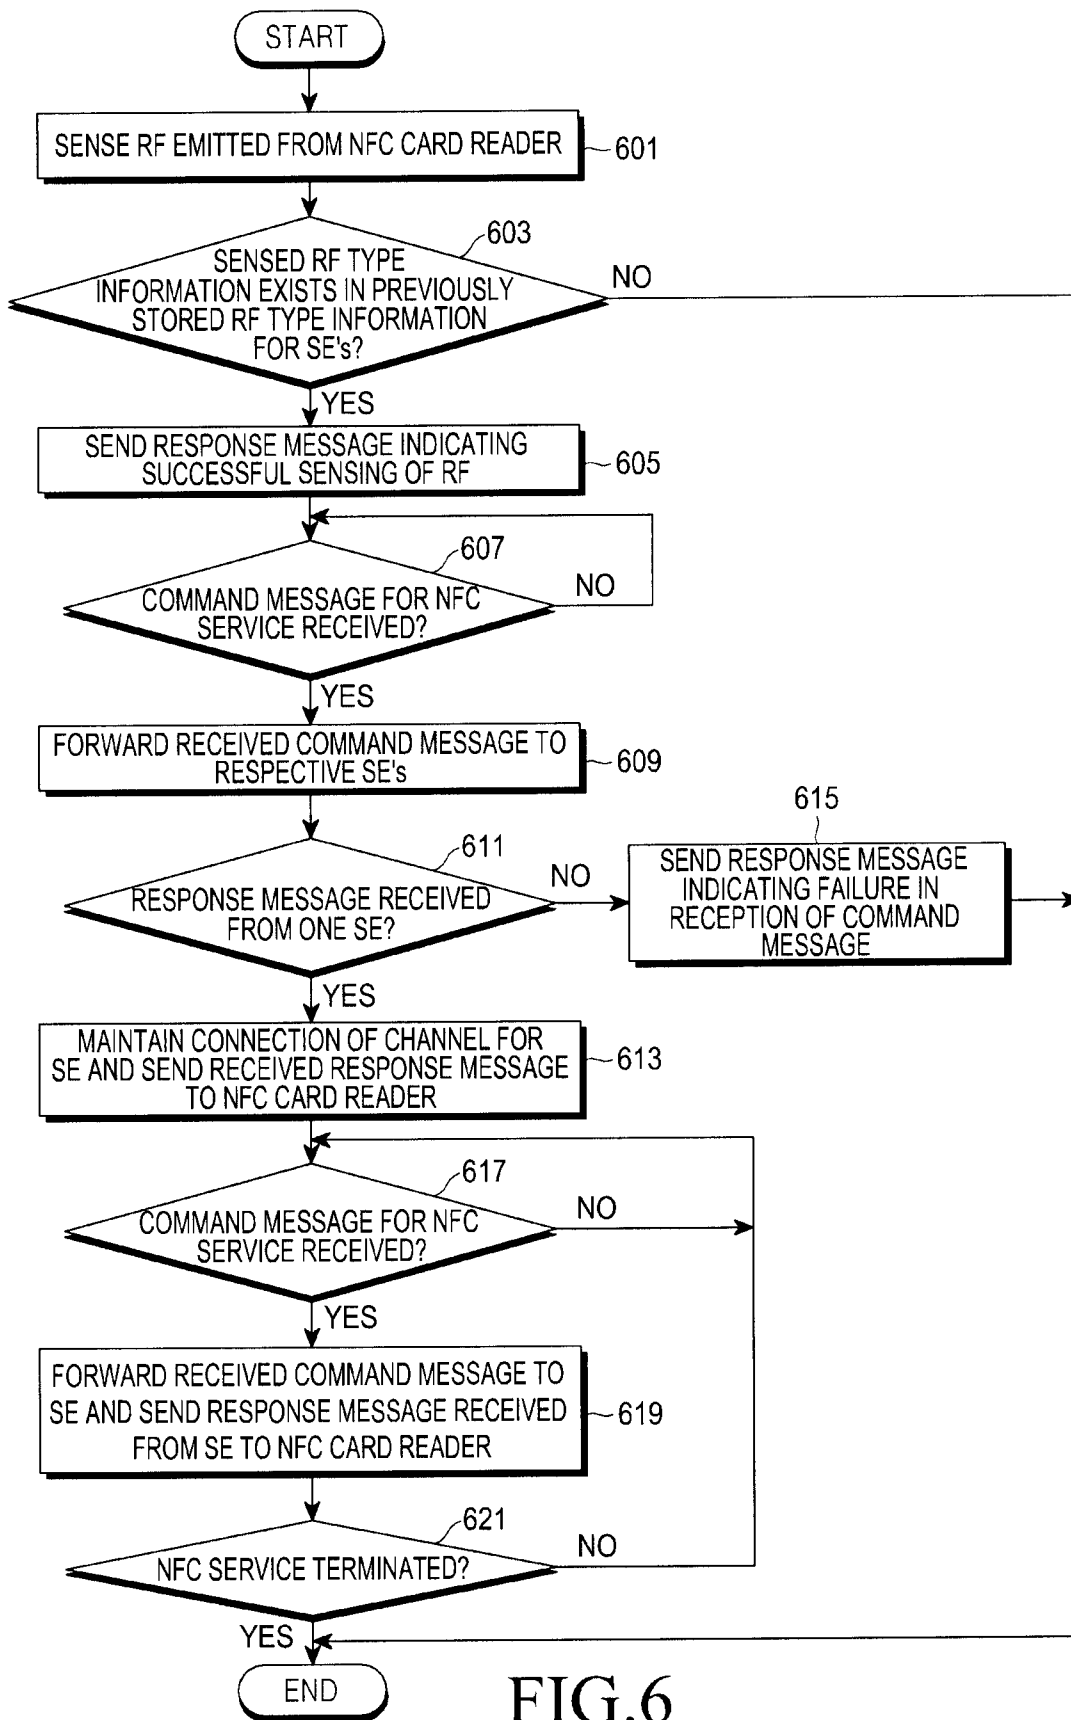 START
SENSE RF EMITTED FROM NFC CARD READER
601
603
SENSED RF TYPE
INFORMATION EXISTS IN PREVIOUSLY
STORED RF TYPE INFORMATION
FOR SE's?
NO
YES
SEND RESPONSE MESSAGE INDICATING
SUCCESSFUL SENSING OF RF
605
607
COMMAND MESSAGE FOR NFC
SERVICE RECEIVED?
NO
YES
FORWARD RECEIVED COMMAND MESSAGE TO
RESPECTIVE SE's
609
611
RESPONSE MESSAGE RECEIVED
FROM ONE SE?
NO
615
SEND RESPONSE MESSAGE
INDICATING FAILURE IN
RECEPTION OF COMMAND
MESSAGE
YES
MAINTAIN CONNECTION OF CHANNEL FOR
SE AND SEND RECEIVED RESPONSE MESSAGE
TO NFC CARD READER
613
617
COMMAND MESSAGE FOR NFC
SERVICE RECEIVED?
NO
YES
FORWARD RECEIVED COMMAND MESSAGE TO
SE AND SEND RESPONSE MESSAGE RECEIVED
FROM SE TO NFC CARD READER
619
621
NFC SERVICE TERMINATED?
NO
YES
END
FIG.6